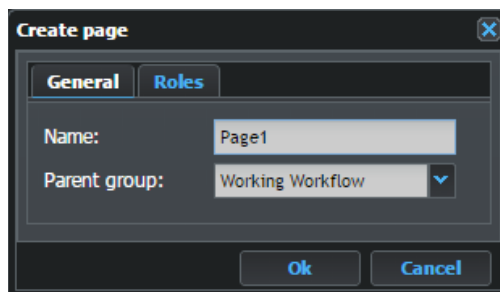 Create page
General Roles
Name: Page1
Parent group: Working Workflow
Ok Cancel